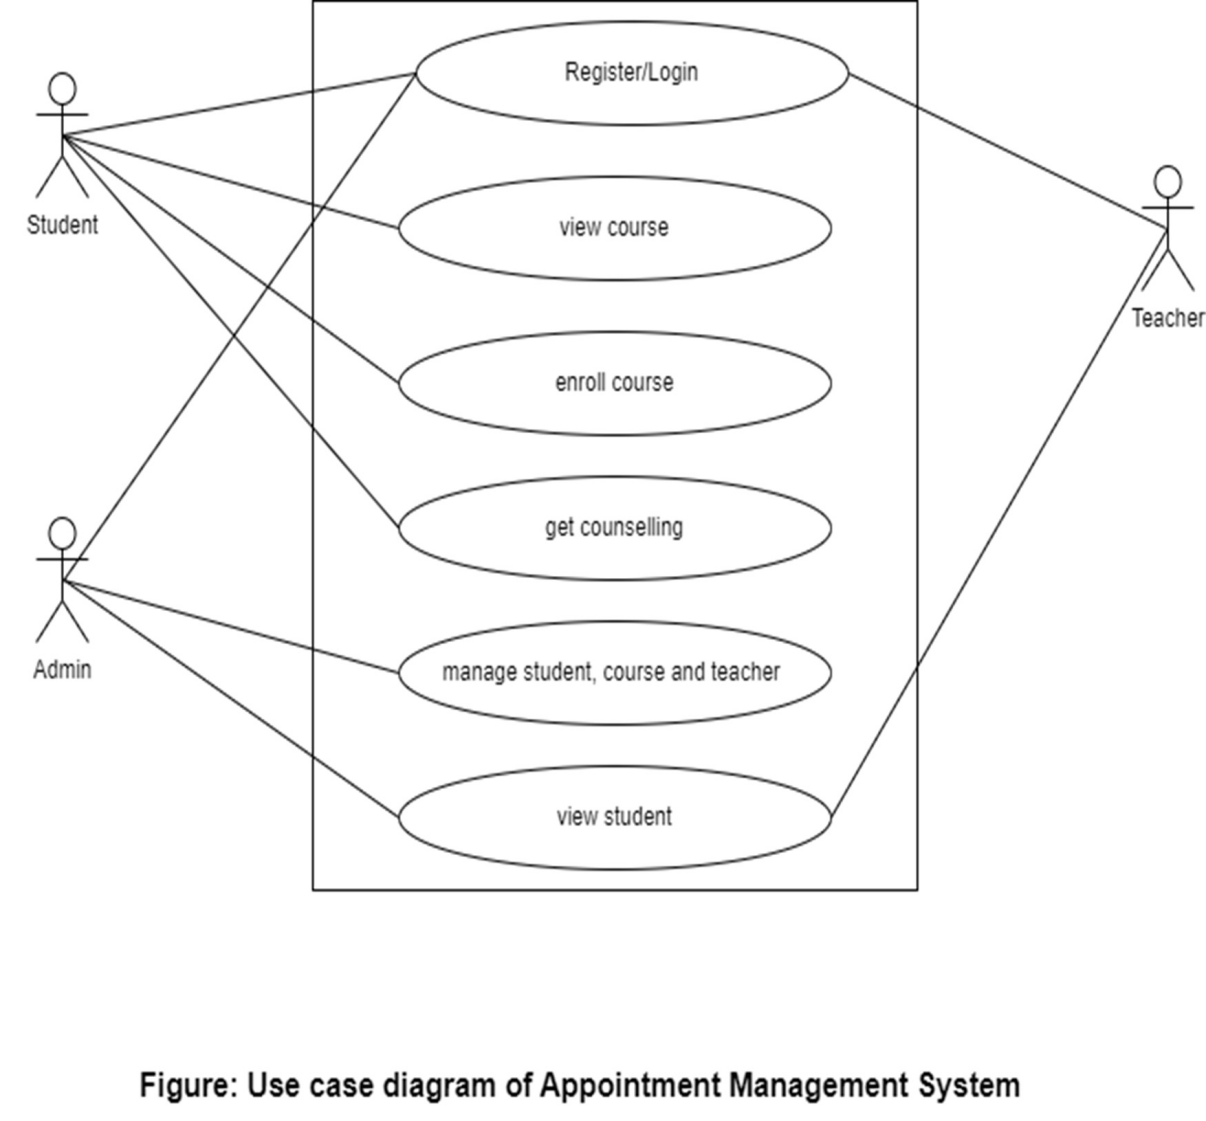 Register/Login
Student
view course
Teacher
enroll course
get counselling
Admin
manage student, course and teacher
view student
Figure: Use case diagram of Appointment Management System